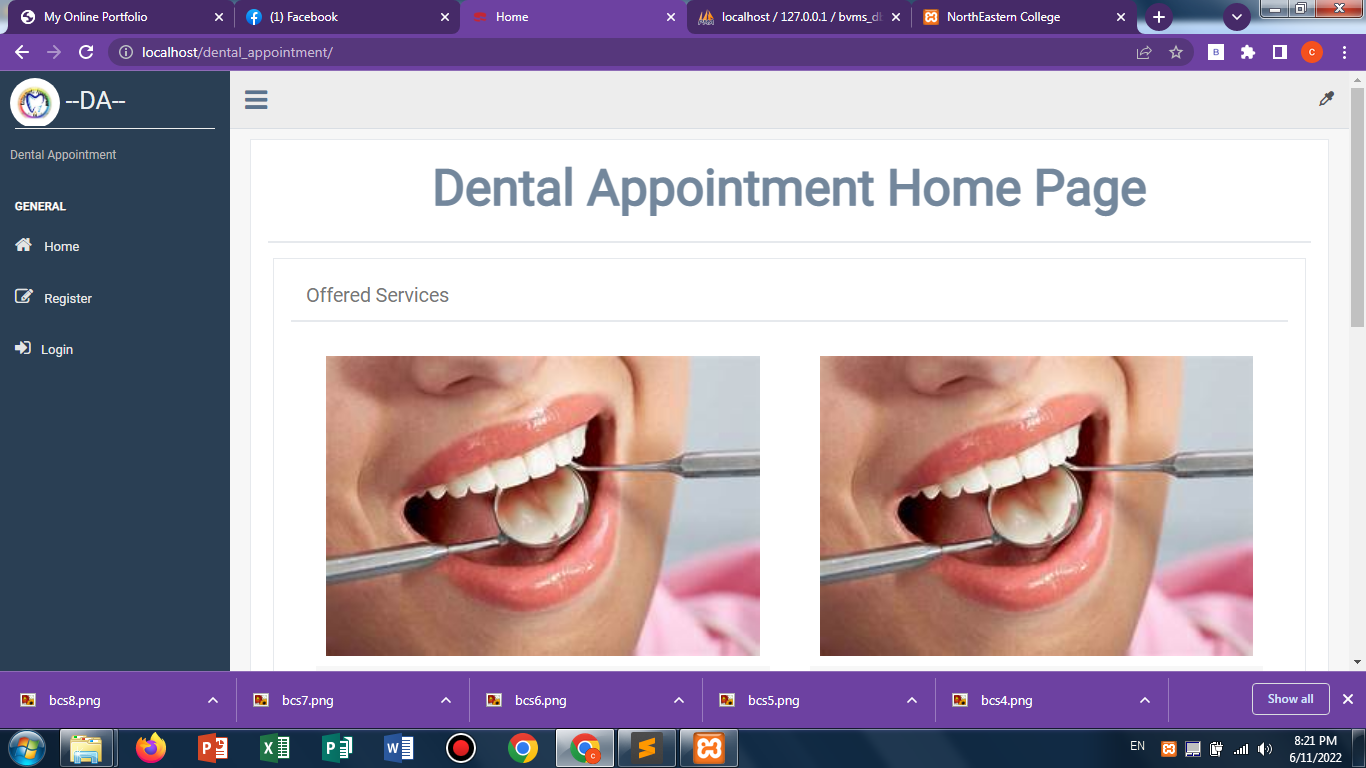 My Online Portfolio
(1) Facebook
Home
localhost / 127.0.0.1 / bvms_db
NorthEastern College
localhost/dental_appointment/
B
C
--DA--
Dental Appointment
GENERAL
Home
Register
Login
Dental Appointment Home Page
Offered Services
bcs8.png
bcs7.png
bcs6.png
bcs5.png
bcs4.png
Show all
EN
8:21 PM
6/11/2022